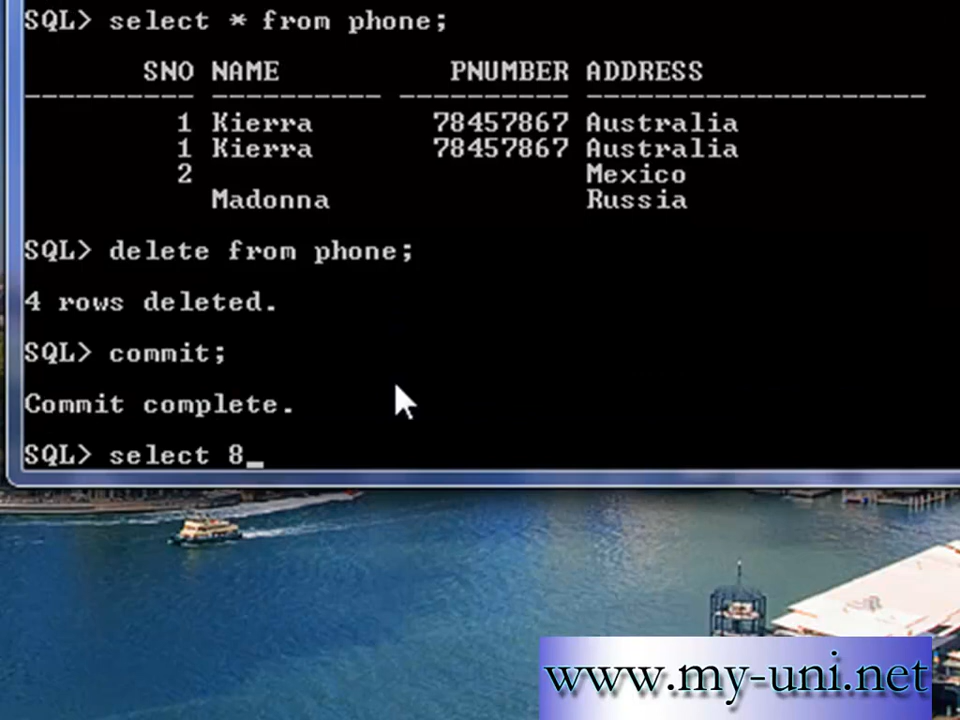 SQL> select * from phone;
SNO NAME PNUMBER ADDRESS
---------- ---------- ---------- --------------------
1 Kierra 78457867 Australia
1 Kierra 78457867 Australia
2 Mexico
Madonna Russia
SQL> delete from phone;
4 rows deleted.
SQL> commit;
Commit complete.
SQL> select 8_
www.my-uni.net